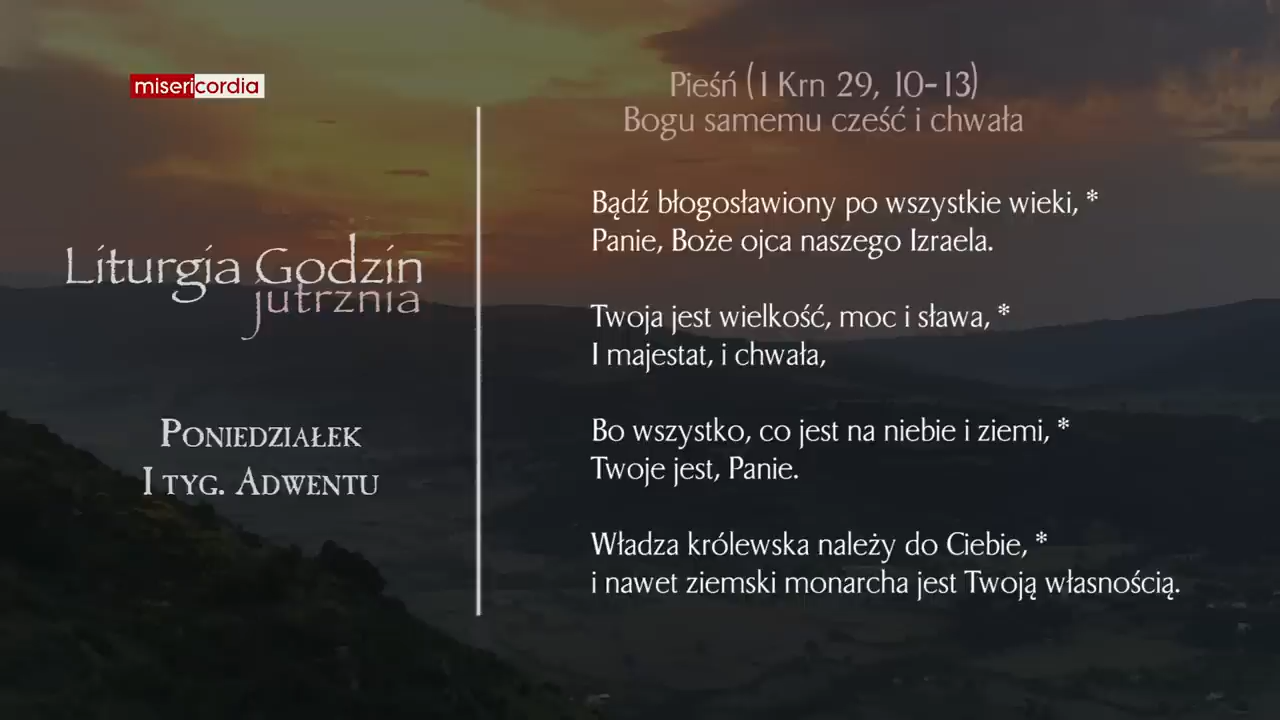 misericordia
Liturgia Godzin
jutrznia
Poniedziałek
I tyg. Adwentu
Pieśń (1 Krn 29, 10-13)
Bogu samemu cześć i chwała
Bądź błogosławiony po wszystkie wieki, *
Panie, Boże ojca naszego Izraela.
Twoja jest wielkość, moc i sława, *
I majestat, i chwała,
Bo wszystko, co jest na niebie i ziemi, *
Twoje jest, Panie.
Władza królewska należy do Ciebie, *
i nawet ziemski monarcha jest Twoją własnością.